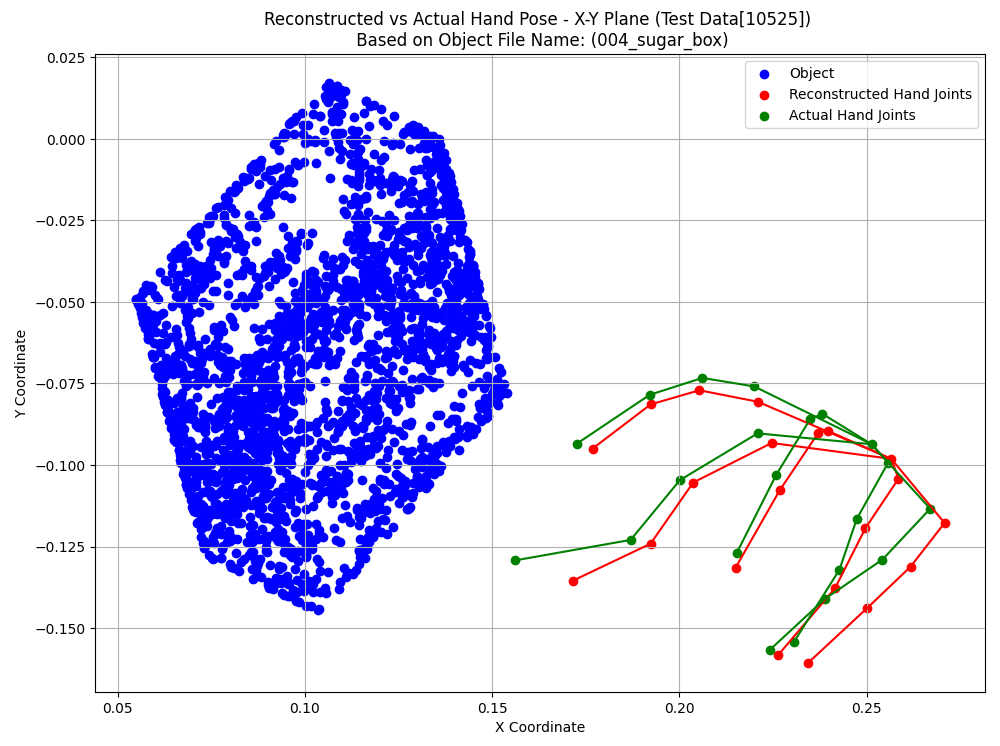 Reconstructed vs Actual Hand Pose - X-Y Plane (Test Data[10525])
Based on Object File Name: (004_sugar_box)
Object
Reconstructed Hand Joints
Actual Hand Joints
Y Coordinate
0.025
0.000
−0.025
−0.050
−0.075
−0.100
−0.125
−0.150
0.05
0.10
0.15
0.20
0.25
X Coordinate